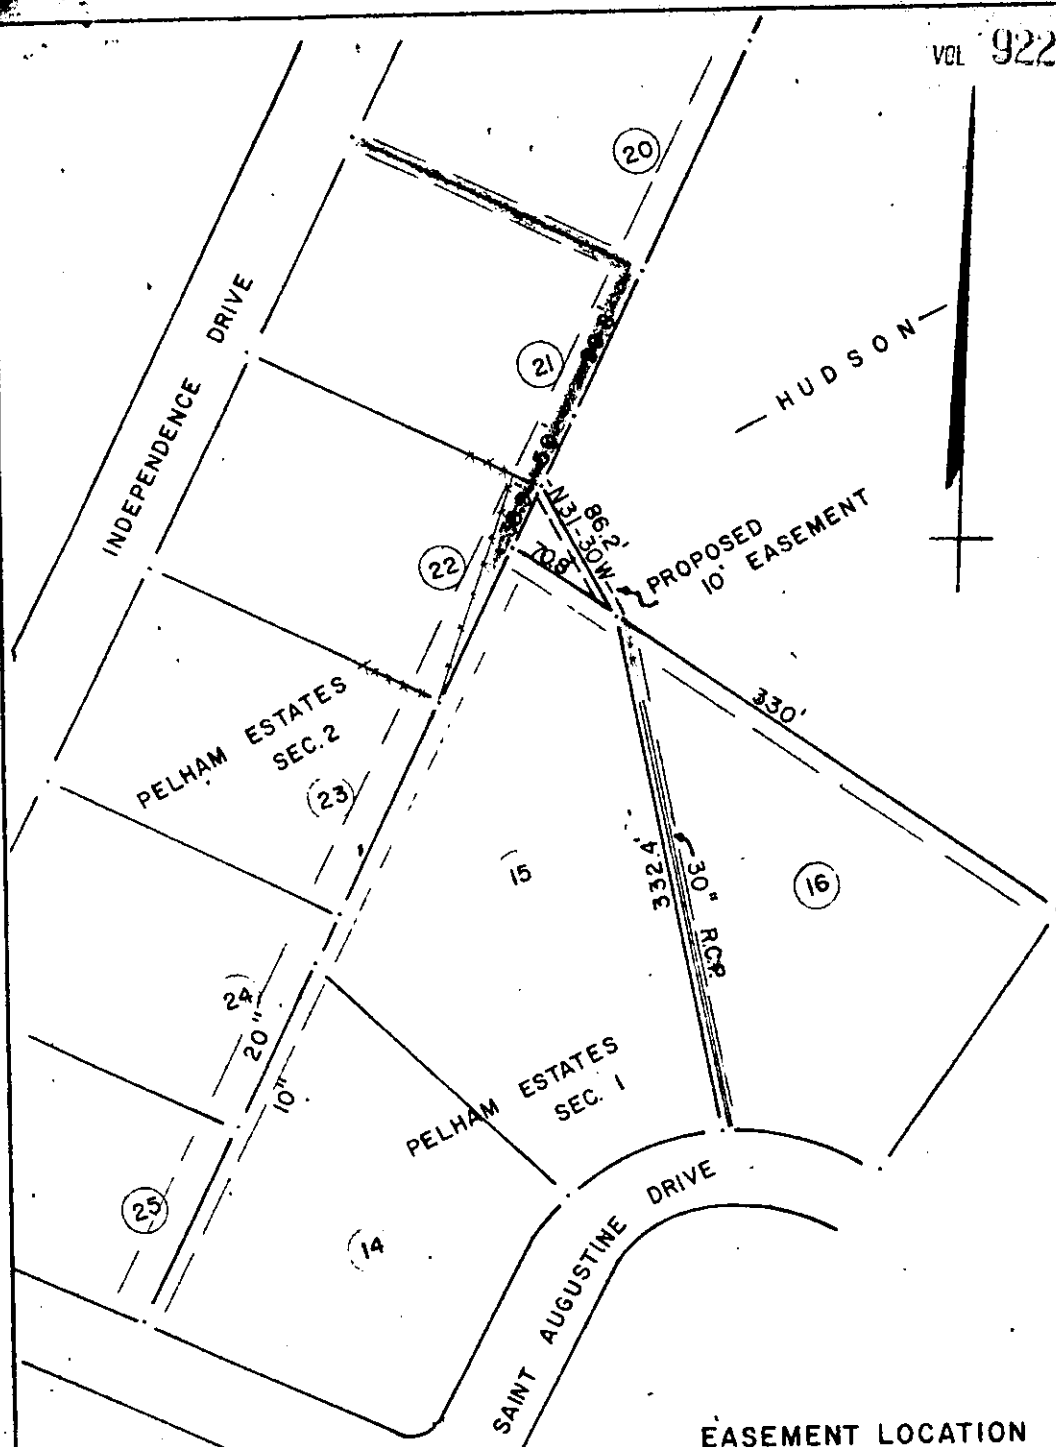 VOL 922
20
INDEPENDENCE DRIVE
21
— HUDSON —
N31-30W
86.2'
PROPOSED
10' EASEMENT
70.8'
22
330'
PELHAM ESTATES
SEC. 2
23
15
332.4'
30" R.C.P.
16
24
20"
10"
PELHAM ESTATES
SEC. 1
25
14
SAINT AUGUSTINE DRIVE
EASEMENT LOCATION